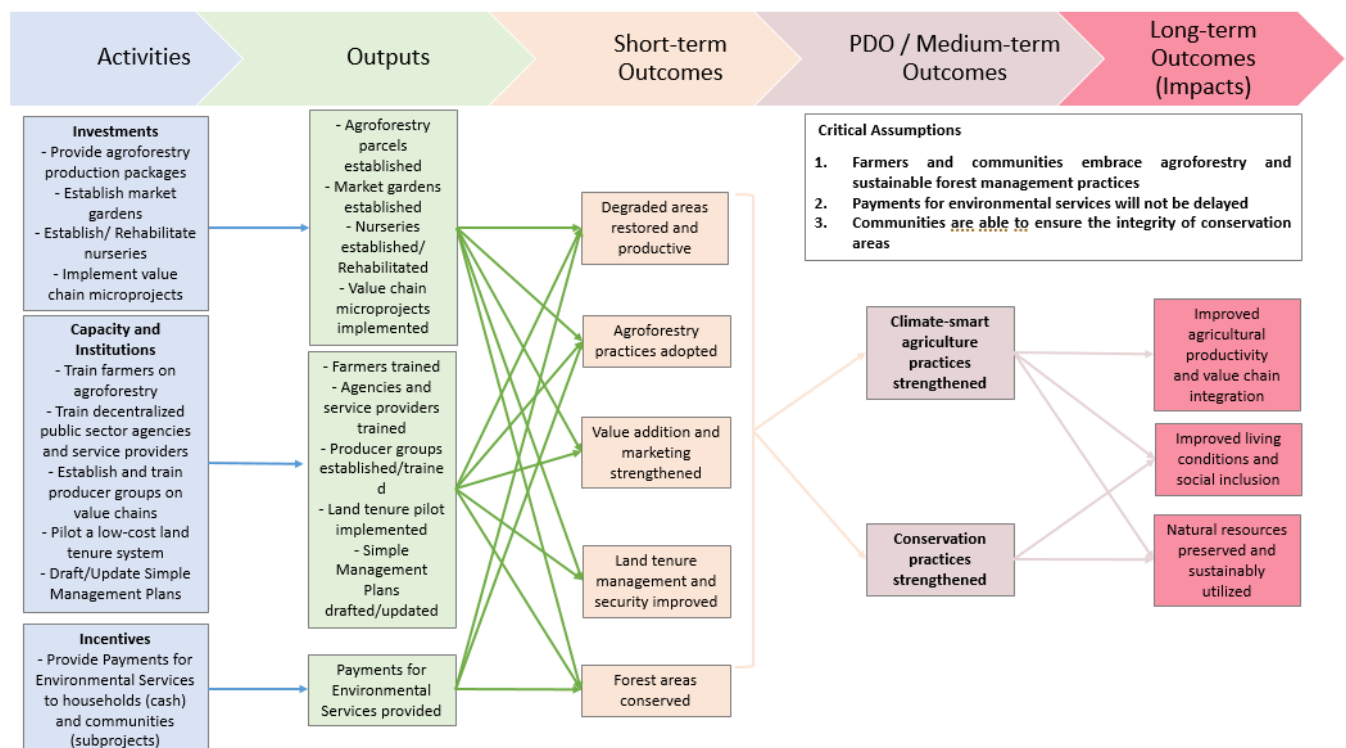 Activities
Outputs
Short-term
Outcomes
PDO / Medium-term
Outcomes
Long-term
Outcomes
(Impacts)
Investments
- Provide agroforestry
production packages
- Establish market
gardens
- Establish/ Rehabilitate
nurseries
- Implement value
chain microprojects
Capacity and
Institutions
- Train farmers on
agroforestry
- Train decentralized
public sector agencies
and service providers
- Establish and train
producer groups on
value chains
- Pilot a low-cost land
tenure system
- Draft/Update Simple
Management Plans
Incentives
- Provide Payments for
Environmental Services
to households (cash)
and communities
(subprojects)
- Agroforestry
parcels
established
- Market gardens
established
- Nurseries
established/
Rehabilitated
- Value chain
microprojects
implemented
- Farmers trained
- Agencies and
service providers
trained
- Producer groups
established/traine
d
- Land tenure pilot
implemented
- Simple
Management
Plans
drafted/updated
Payments for
Environmental
Services provided
Degraded areas
restored and
productive
Agroforestry
practices adopted
Value addition and
marketing
strengthened
Land tenure
management and
security improved
Forest areas
conserved
Critical Assumptions
1. Farmers and communities embrace agroforestry and
sustainable forest management practices
2. Payments for environmental services will not be delayed
3. Communities are able to ensure the integrity of conservation
areas
Climate-smart
agriculture
practices
strengthened
Conservation
practices
strengthened
Improved
agricultural
productivity
and value chain
integration
Improved living
conditions and
social inclusion
Natural resources
preserved and
sustainably
utilized